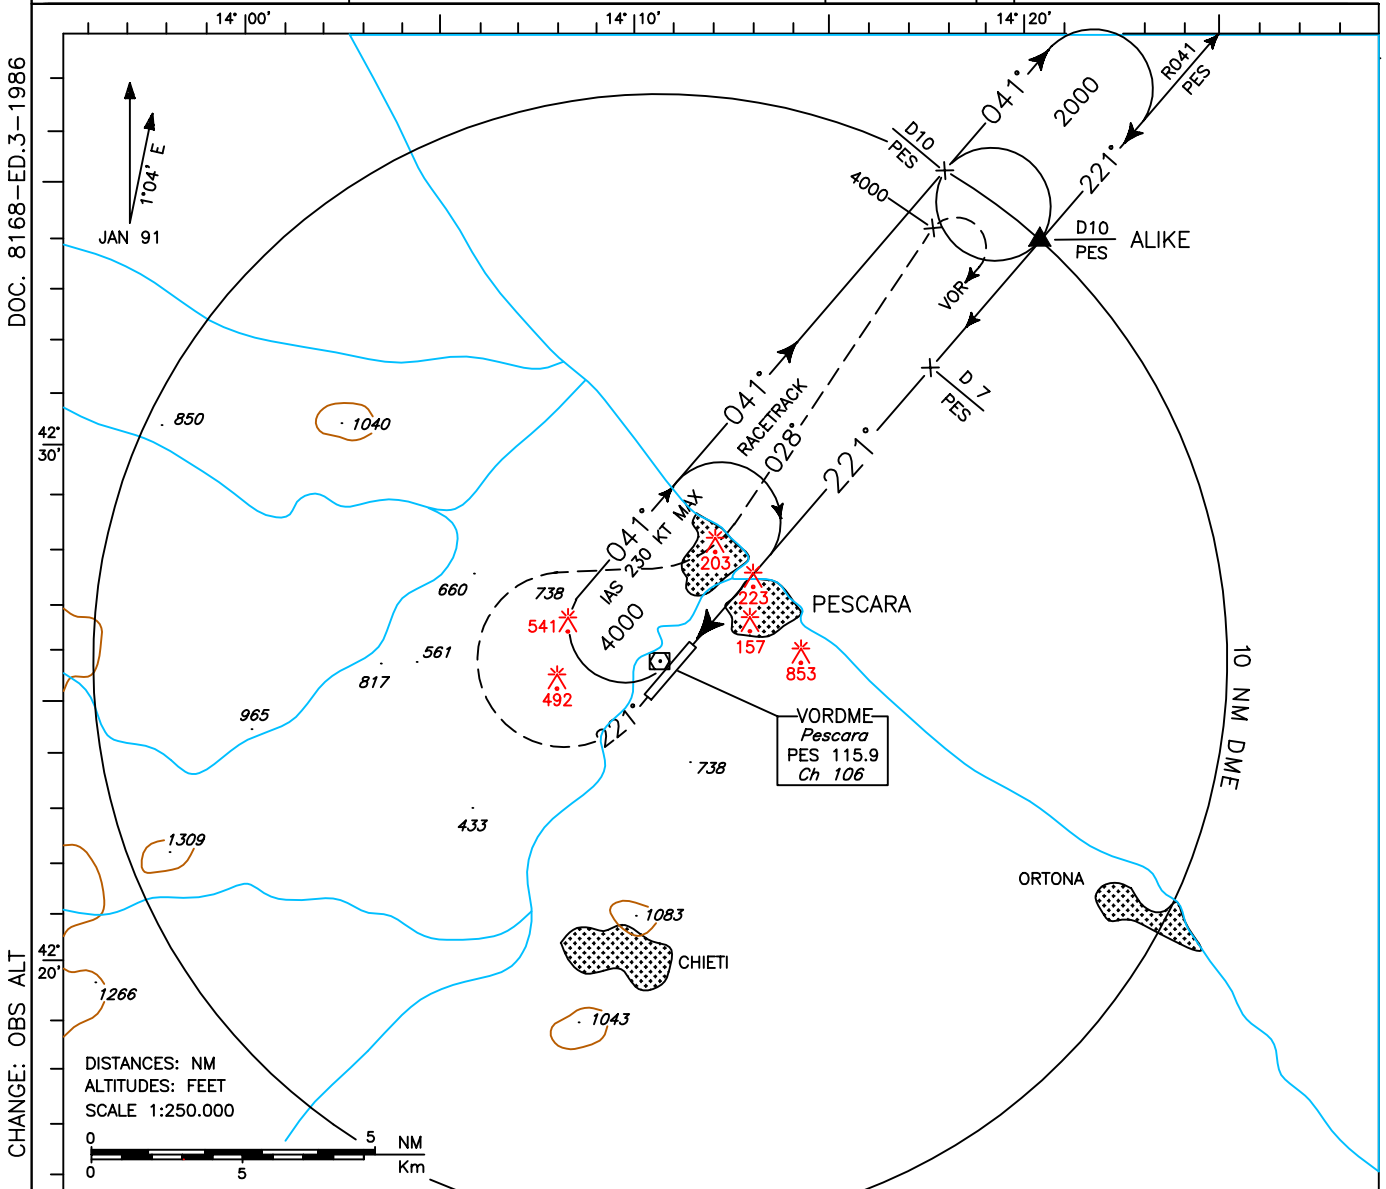 14°00'
14°10'
14°20'
DOC. 8168-ED.3-1986
1°04' E
JAN 91
041°
2000
R041
PES
D10
PES
221°
4000
D10
PES
ALIKE
VOR
D 7
PES
041°
RACETRACK
028°
221°
850
1040
42°
30'
041°
IAS 230 KT MAX
4000
203
223
157
853
PESCARA
660
738
541
492
561
817
965
221°
VORDME
Pescara
PES 115.9
Ch 106
738
433
10 NM DME
1309
ORTONA
1083
CHIETI
42°
20'
1266
1043
CHANGE: OBS ALT
DISTANCES: NM
ALTITUDES: FEET
SCALE 1:250.000
0 5 NM
0 5 Km